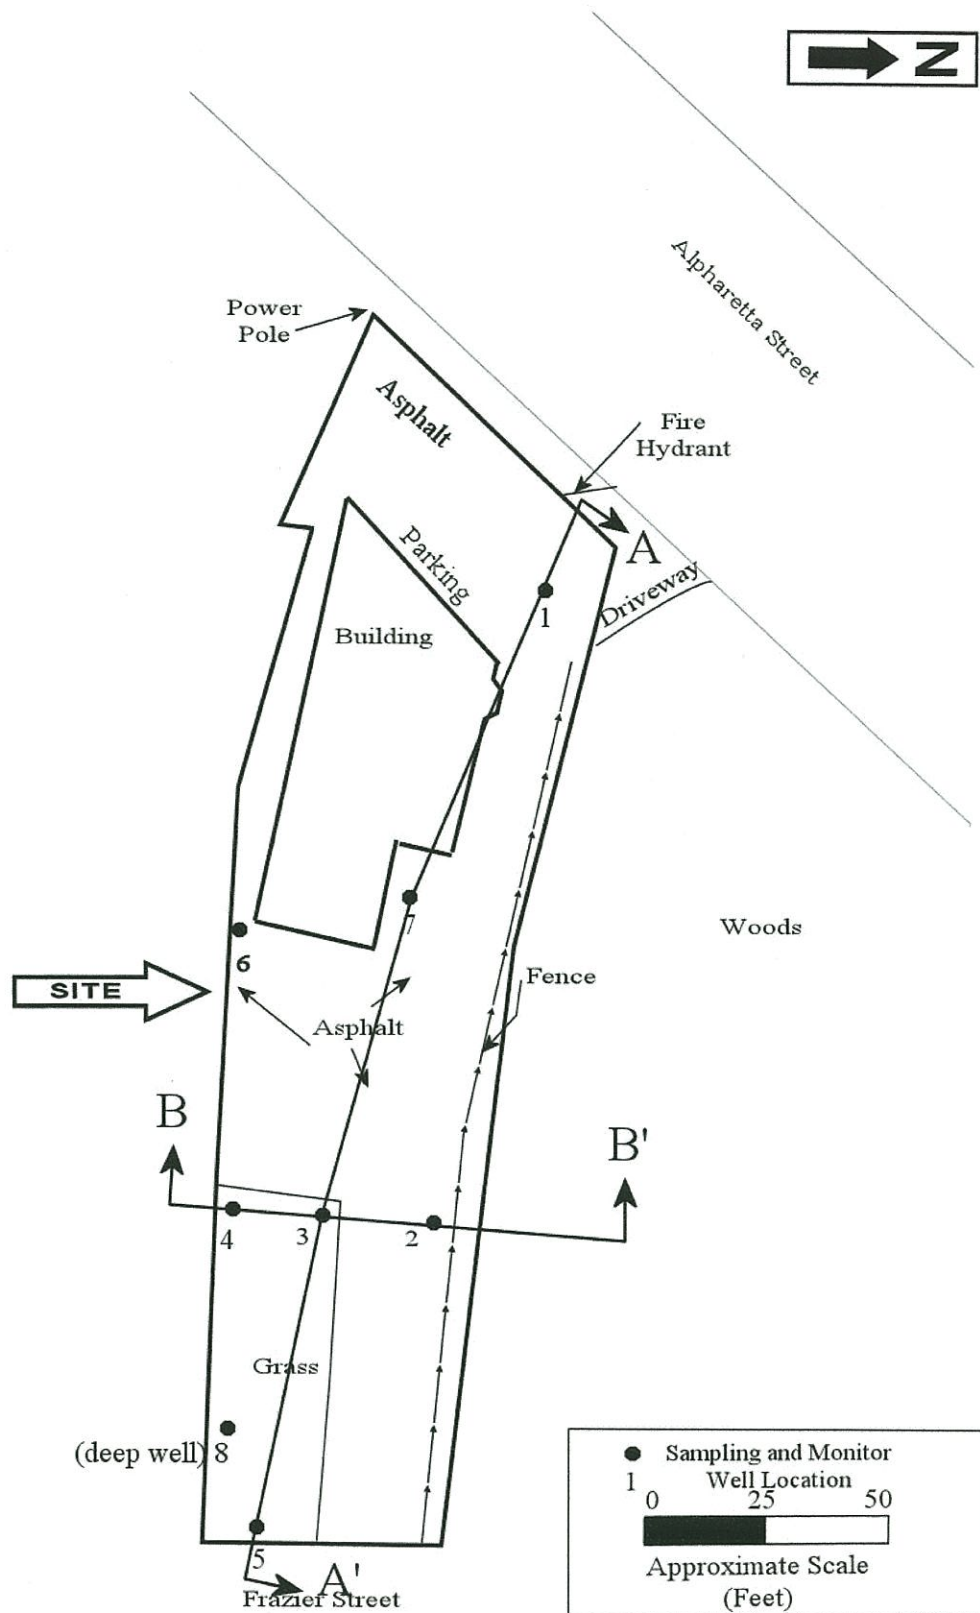 N
Alpharetta Street
Power
Pole
Asphalt
Fire
Hydrant
A
Parking
Driveway
1
Building
7
Woods
6
SITE
Fence
Asphalt
B
B'
4
3
2
Grass
(deep well) 8
5
A'
Frazier Street
Sampling and Monitor
1 Well Location
0 25 50
Approximate Scale
(Feet)